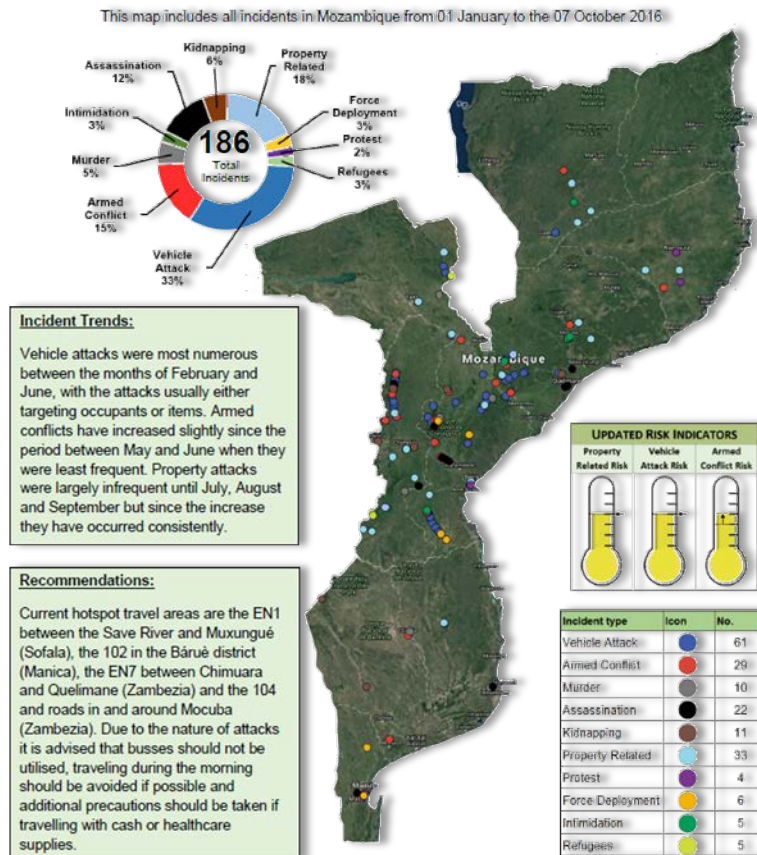 This map includes all incidents in Mozambique from 01 January to the 07 October 2016
Kidnapping
6%
Property
Related
18%
Assassination
12%
Force
Deployment
3%
Intimidation
3%
186
Total
Incidents
Protest
2%
Murder
5%
Refugees
3%
Armed
Conflict
15%
Vehicle
Attack
33%
Incident Trends:
Vehicle attacks were most numerous
between the months of February and
June, with the attacks usually either
targeting occupants or items. Armed
conflicts have increased slightly since the
period between May and June when they
were least frequent. Property attacks
were largely infrequent until July, August
and September but since the increase
they have occurred consistently.
Mozambique
Recommendations:
Current hotspot travel areas are the EN1
between the Save River and Muxungué
(Sofala), the 102 in the Báruè district
(Manica), the EN7 between Chimuara
and Quelimane (Zambezia) and the 104
and roads in and around Mocuba
(Zambezia). Due to the nature of attacks
it is advised that busses should not be
utilised, traveling during the morning
should be avoided if possible and
additional precautions should be taken if
travelling with cash or healthcare
supplies.
UPDATED RISK INDICATORS
Property
Related Risk
Vehicle
Attack Risk
Armed
Conflict Risk
Incident type Icon No.
Vehicle Attack 61
Armed Conflict 29
Murder 10
Assassination 22
Kidnapping 11
Property Related 33
Protest 4
Force Deployment 6
Intimidation 5
Refugees 5